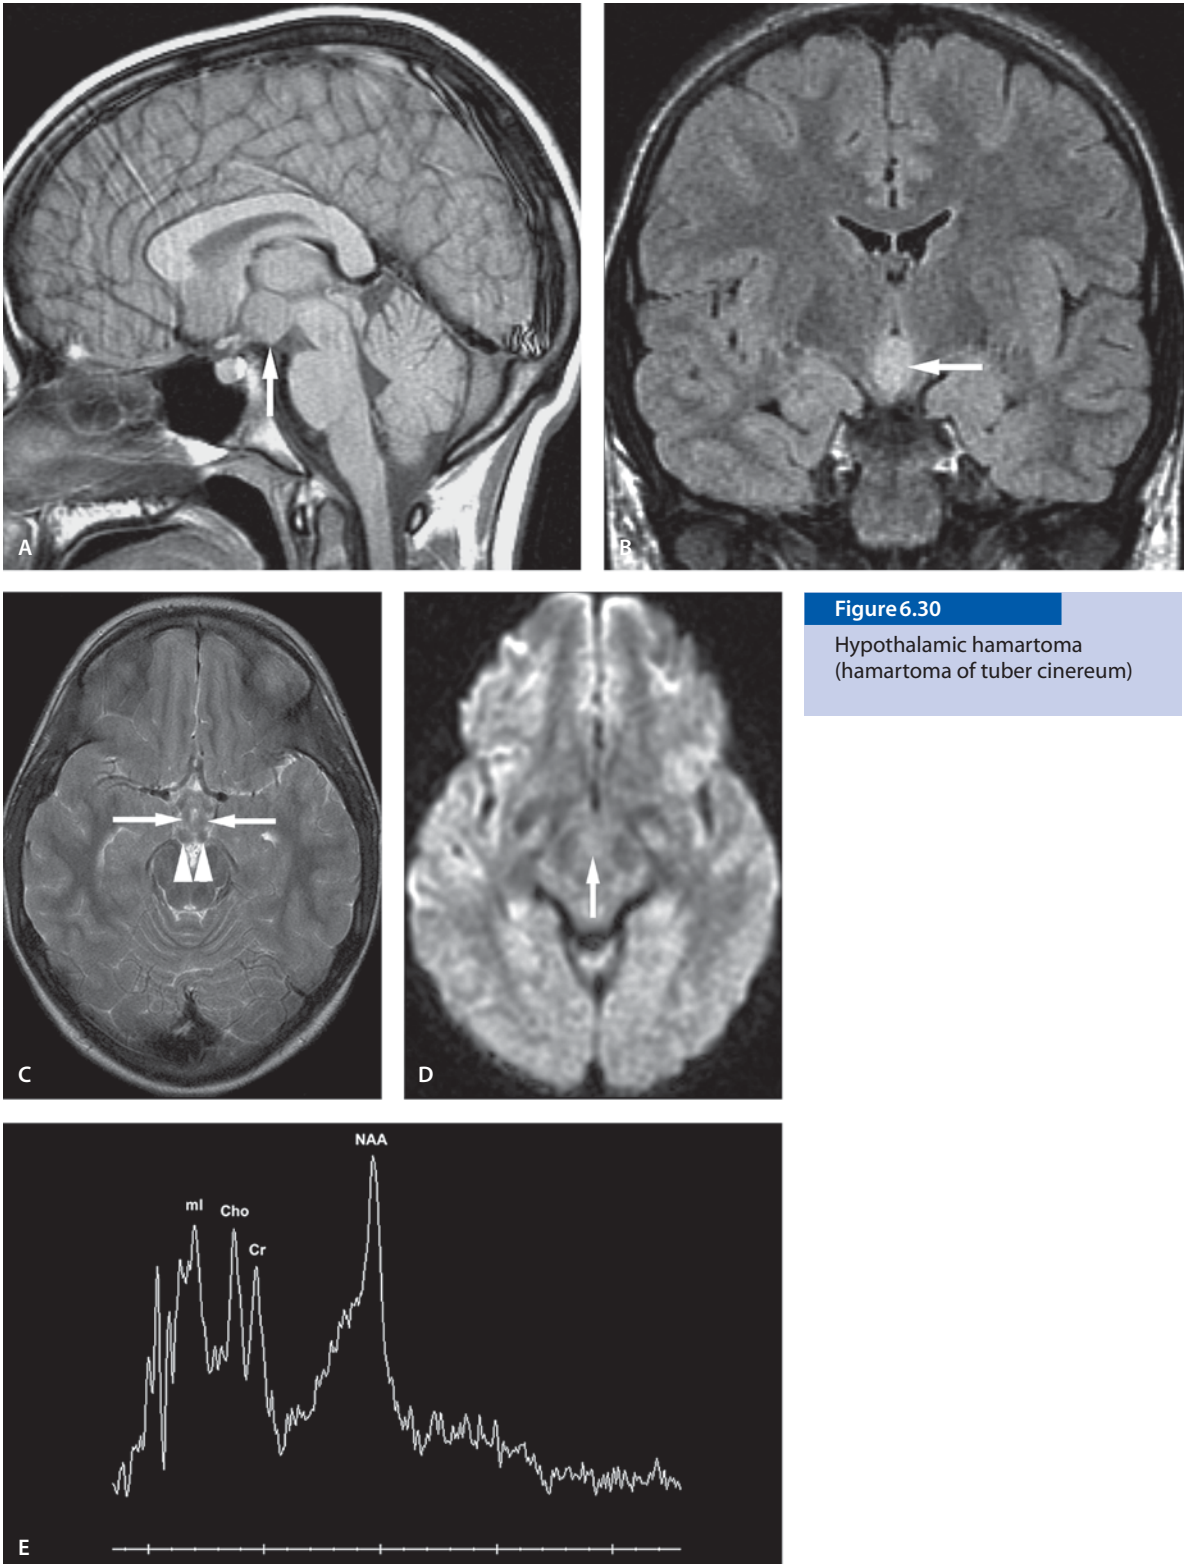 A
B
Figure 6.30
Hypothalamic hamartoma
(hamartoma of tuber cinereum)
C
D
NAA
mI
Cho
Cr
E